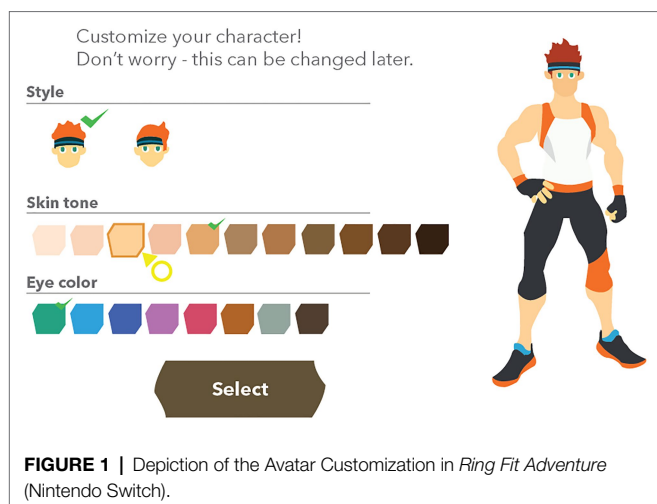 Customize your character!
Don't worry - this can be changed later.
Style
Skin tone
Eye color
Select
FIGURE 1 | Depiction of the Avatar Customization in Ring Fit Adventure
(Nintendo Switch).